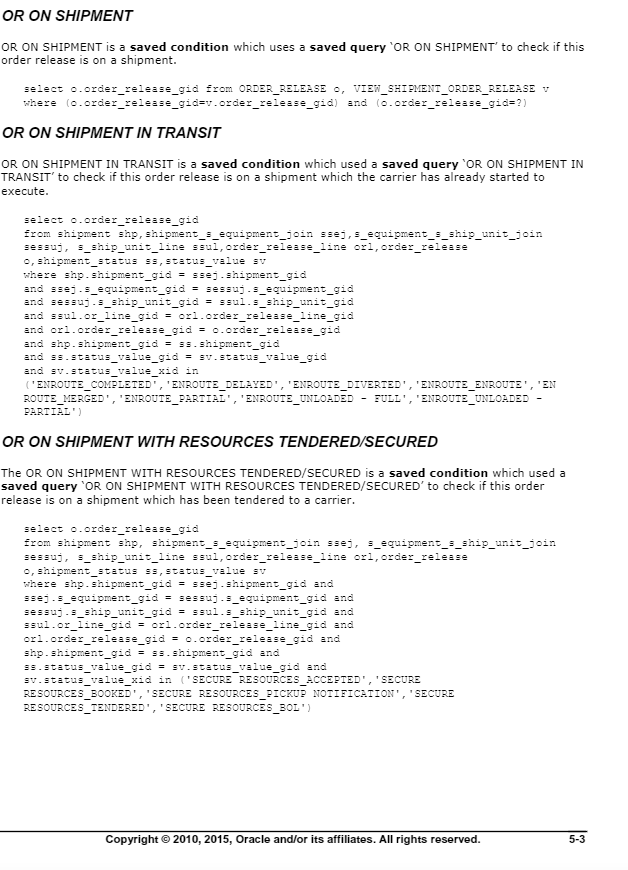 OR ON SHIPMENT
OR ON SHIPMENT is a saved condition which uses a saved query ‘OR ON SHIPMENT’ to check if this
order release is on a shipment.
select o.order_release_gid from ORDER_RELEASE o, VIEW_SHIPMENT_ORDER_RELEASE v
where (o.order_release_gid=v.order_release_gid) and (o.order_release_gid=?)
OR ON SHIPMENT IN TRANSIT
OR ON SHIPMENT IN TRANSIT is a saved condition which used a saved query ‘OR ON SHIPMENT IN
TRANSIT’ to check if this order release is on a shipment which the carrier has already started to
execute.
select o.order_release_gid
from shipment shp,shipment_s_equipment_join ssej,s_equipment_s_ship_unit_join
sessuj, s_ship_unit_line ssul,order_release_line orl,order_release
o,shipment_status ss,status_value sv
where shp.shipment_gid = ssej.shipment_gid
and ssej.s_equipment_gid = sessuj.s_equipment_gid
and sessuj.s_ship_unit_gid = ssul.s_ship_unit_gid
and ssul.or_line_gid = orl.order_release_line_gid
and orl.order_release_gid = o.order_release_gid
and shp.shipment_gid = ss.shipment_gid
and ss.status_value_gid = sv.status_value_gid
and sv.status_value_xid in
('ENROUTE_COMPLETED','ENROUTE_DELAYED','ENROUTE_DIVERTED','ENROUTE_ENROUTE','EN
ROUTE_MERGED','ENROUTE_PARTIAL','ENROUTE_UNLOADED - FULL','ENROUTE_UNLOADED -
PARTIAL')
OR ON SHIPMENT WITH RESOURCES TENDERED/SECURED
The OR ON SHIPMENT WITH RESOURCES TENDERED/SECURED is a saved condition which used a
saved query ‘OR ON SHIPMENT WITH RESOURCES TENDERED/SECURED’ to check if this order
release is on a shipment which has been tendered to a carrier.
select o.order_release_gid
from shipment shp, shipment_s_equipment_join ssej, s_equipment_s_ship_unit_join
sessuj, s_ship_unit_line ssul,order_release_line orl,order_release
o,shipment_status ss,status_value sv
where shp.shipment_gid = ssej.shipment_gid and
ssej.s_equipment_gid = sessuj.s_equipment_gid and
sessuj.s_ship_unit_gid = ssul.s_ship_unit_gid and
ssul.or_line_gid = orl.order_release_line_gid and
orl.order_release_gid = o.order_release_gid and
shp.shipment_gid = ss.shipment_gid and
ss.status_value_gid = sv.status_value_gid and
sv.status_value_xid in ('SECURE RESOURCES_ACCEPTED','SECURE
RESOURCES_BOOKED','SECURE RESOURCES_PICKUP NOTIFICATION','SECURE
RESOURCES_TENDERED','SECURE RESOURCES_BOL')
Copyright © 2010, 2015, Oracle and/or its affiliates. All rights reserved. 5-3